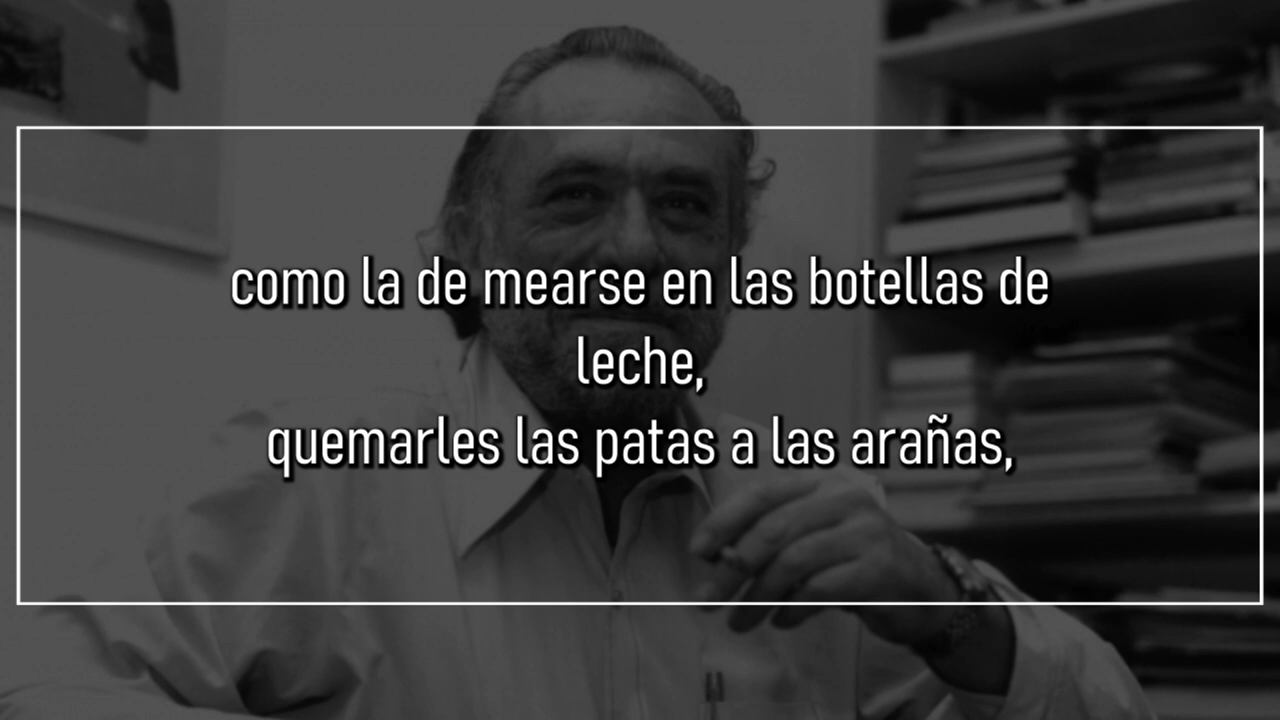 como la de mearse en las botellas de
leche,
quemarles las patas a las arañas,